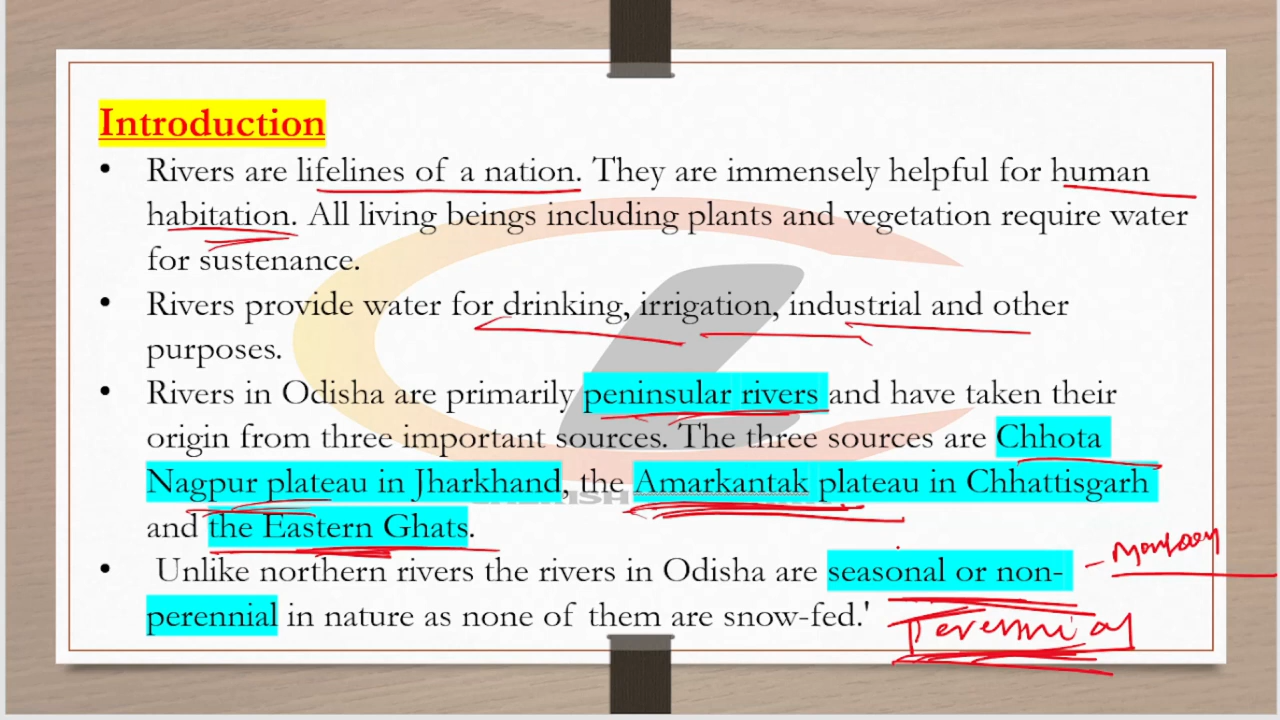 Introduction
• Rivers are lifelines of a nation. They are immensely helpful for human
habitation. All living beings including plants and vegetation require water
for sustenance.
• Rivers provide water for drinking, irrigation, industrial and other
purposes.
• Rivers in Odisha are primarily peninsular rivers and have taken their
origin from three important sources. The three sources are Chhota
Nagpur plateau in Jharkhand, the Amarkantak plateau in Chhattisgarh
and the Eastern Ghats.
• Unlike northern rivers the rivers in Odisha are seasonal or non-
perennial in nature as none of them are snow-fed.'
Perennial